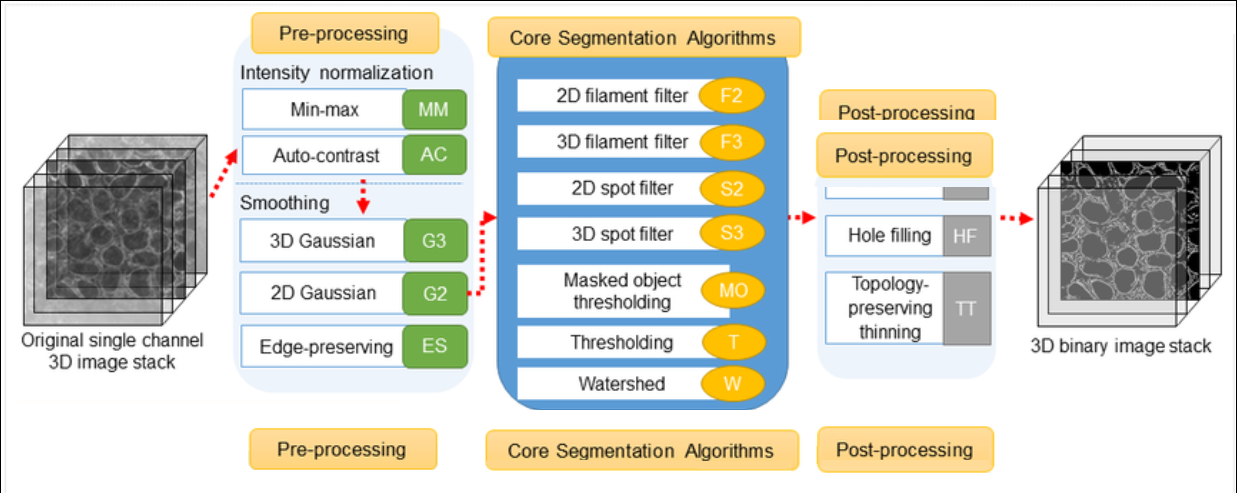 Pre-processing
Intensity normalization
Min-max MM
Auto-contrast AC
Smoothing
3D Gaussian G3
2D Gaussian G2
Edge-preserving ES
Original single channel
3D image stack
Core Segmentation Algorithms
2D filament filter F2
3D filament filter F3
2D spot filter S2
3D spot filter S3
Masked object
thresholding
MO
Thresholding T
Watershed W
Post-processing
Post-processing
Hole filling HF
Topology-
preserving
thinning
TT
3D binary image stack
Pre-processing
Core Segmentation Algorithms
Post-processing